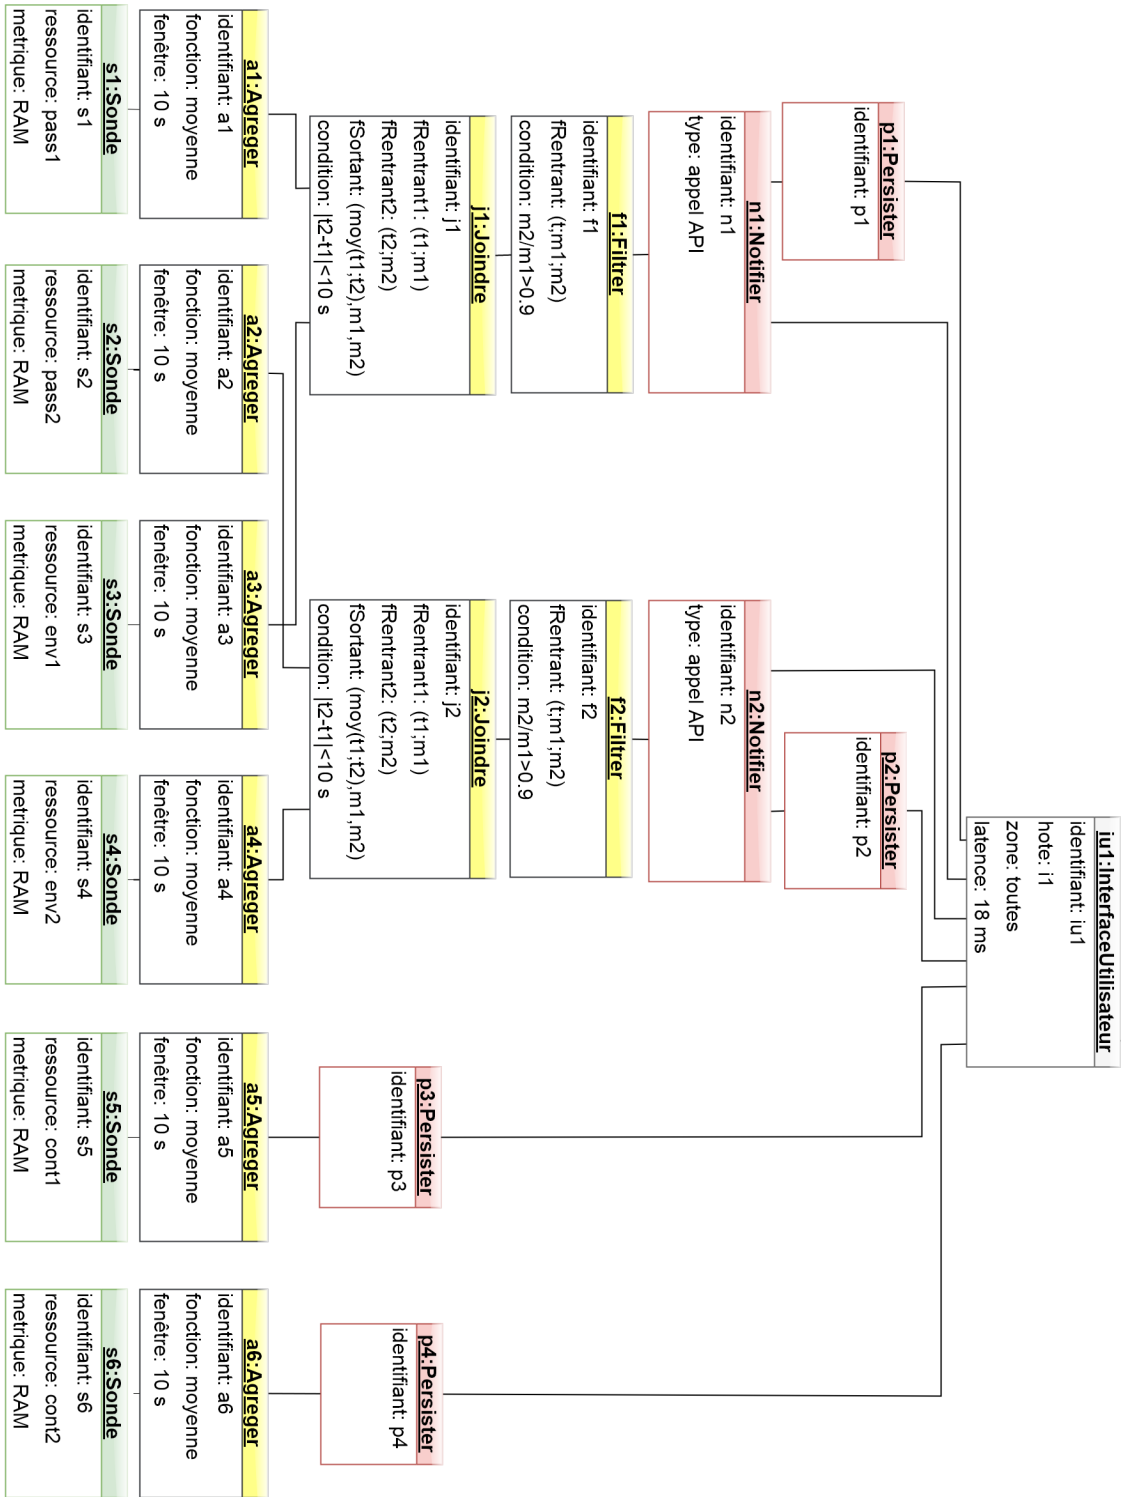 iu1:InterfaceUtilisateur
identifiant: iu1
hote: i1
zone: toutes
latence: 18 ms
p1:Persister
identifiant: p1
p2:Persister
identifiant: p2
n1:Notifier
identifiant: n1
type: appel API
n2:Notifier
identifiant: n2
type: appel API
f1:Filtrer
identifiant: f1
fRentrant: (t;m1;m2)
condition: m2/m1>0.9
f2:Filtrer
identifiant: f2
fRentrant: (t;m1;m2)
condition: m2/m1>0.9
j1:Joindre
identifiant: j1
fRentrant1: (t1;m1)
fRentrant2: (t2;m2)
fSortant: (moy(t1;t2),m1,m2)
condition: |t2-t1|<10 s
j2:Joindre
identifiant: j2
fRentrant1: (t1;m1)
fRentrant2: (t2;m2)
fSortant: (moy(t1;t2),m1,m2)
condition: |t2-t1|<10 s
p3:Persister
identifiant: p3
p4:Persister
identifiant: p4
a1:Agreger
identifiant: a1
fonction: moyenne
fenêtre: 10 s
a2:Agreger
identifiant: a2
fonction: moyenne
fenêtre: 10 s
a3:Agreger
identifiant: a3
fonction: moyenne
fenêtre: 10 s
a4:Agreger
identifiant: a4
fonction: moyenne
fenêtre: 10 s
a5:Agreger
identifiant: a5
fonction: moyenne
fenêtre: 10 s
a6:Agreger
identifiant: a6
fonction: moyenne
fenêtre: 10 s
s1:Sonde
identifiant: s1
ressource: pass1
metrique: RAM
s2:Sonde
identifiant: s2
ressource: pass2
metrique: RAM
s3:Sonde
identifiant: s3
ressource: env1
metrique: RAM
s4:Sonde
identifiant: s4
ressource: env2
metrique: RAM
s5:Sonde
identifiant: s5
ressource: cont1
metrique: RAM
s6:Sonde
identifiant: s6
ressource: cont2
metrique: RAM